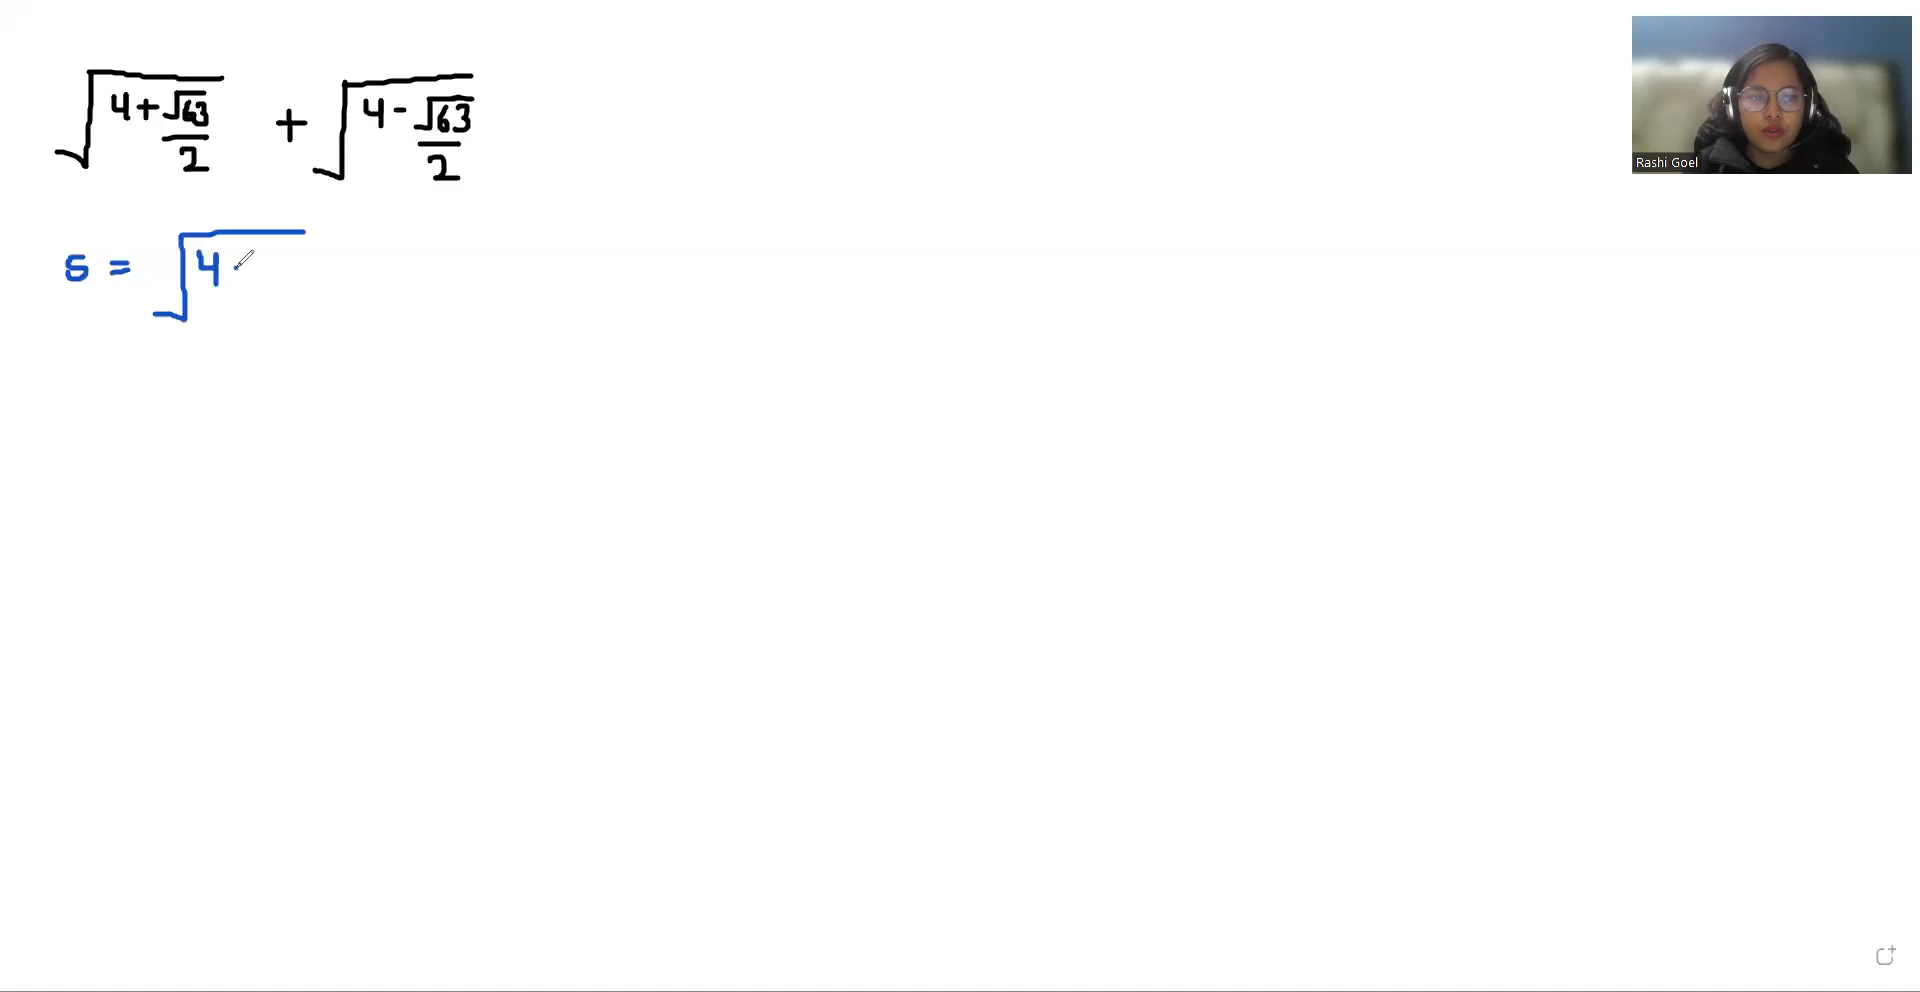 √(4 + √63/2) + √(4 - √63/2)
Rashi Goel
s = √(4